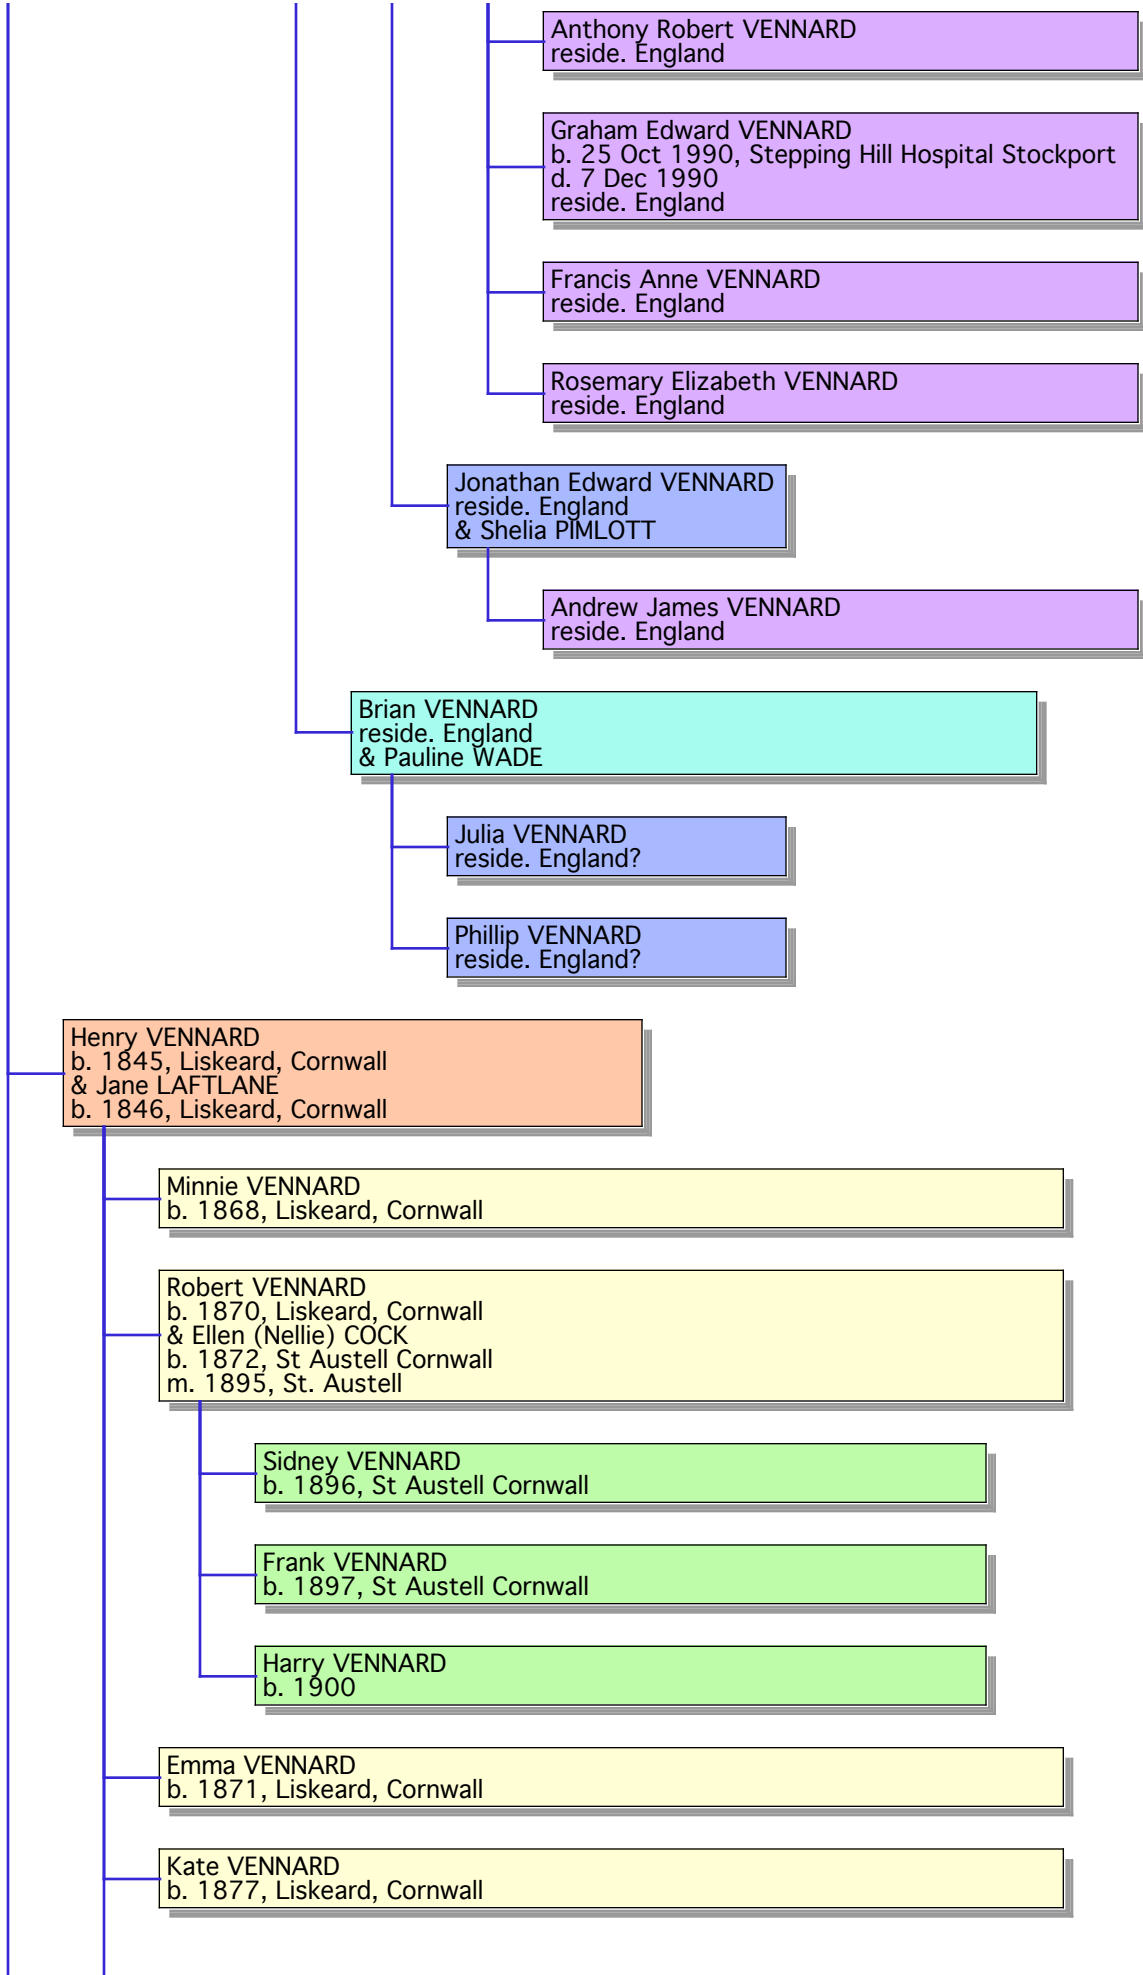 Anthony Robert VENNARD
reside. England
Graham Edward VENNARD
b. 25 Oct 1990, Stepping Hill Hospital Stockport
d. 7 Dec 1990
reside. England
Francis Anne VENNARD
reside. England
Rosemary Elizabeth VENNARD
reside. England
Jonathan Edward VENNARD
reside. England
& Shelia PIMLOTT
Andrew James VENNARD
reside. England
Brian VENNARD
reside. England
& Pauline WADE
Julia VENNARD
reside. England?
Phillip VENNARD
reside. England?
Henry VENNARD
b. 1845, Liskeard, Cornwall
& Jane LAFTLANE
b. 1846, Liskeard, Cornwall
Minnie VENNARD
b. 1868, Liskeard, Cornwall
Robert VENNARD
b. 1870, Liskeard, Cornwall
& Ellen (Nellie) COCK
b. 1872, St Austell Cornwall
m. 1895, St. Austell
Sidney VENNARD
b. 1896, St Austell Cornwall
Frank VENNARD
b. 1897, St Austell Cornwall
Harry VENNARD
b. 1900
Emma VENNARD
b. 1871, Liskeard, Cornwall
Kate VENNARD
b. 1877, Liskeard, Cornwall